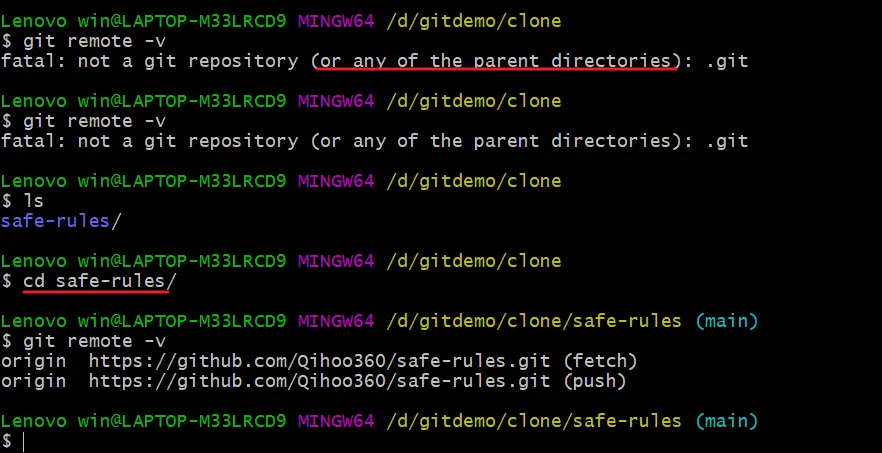 Lenovo win@LAPTOP-M33LRCD9 MINGW64 /d/gitdemo/clone
$ git remote -v
fatal: not a git repository (or any of the parent directories): .git
Lenovo win@LAPTOP-M33LRCD9 MINGW64 /d/gitdemo/clone
$ git remote -v
fatal: not a git repository (or any of the parent directories): .git
Lenovo win@LAPTOP-M33LRCD9 MINGW64 /d/gitdemo/clone
$ ls
safe-rules/
Lenovo win@LAPTOP-M33LRCD9 MINGW64 /d/gitdemo/clone
$ cd safe-rules/
Lenovo win@LAPTOP-M33LRCD9 MINGW64 /d/gitdemo/clone/safe-rules (main)
$ git remote -v
origin  https://github.com/Qihoo360/safe-rules.git (fetch)
origin  https://github.com/Qihoo360/safe-rules.git (push)
Lenovo win@LAPTOP-M33LRCD9 MINGW64 /d/gitdemo/clone/safe-rules (main)
$